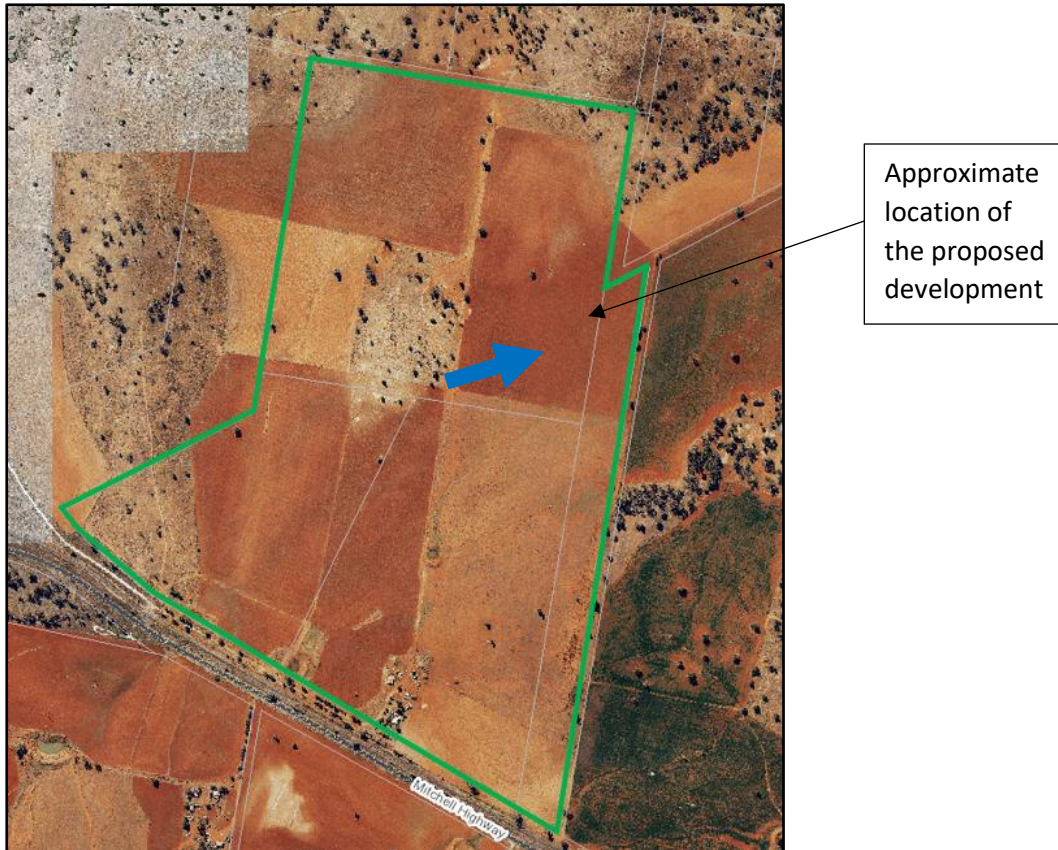 Approximate
location of
the proposed
development
Mitchell Highway